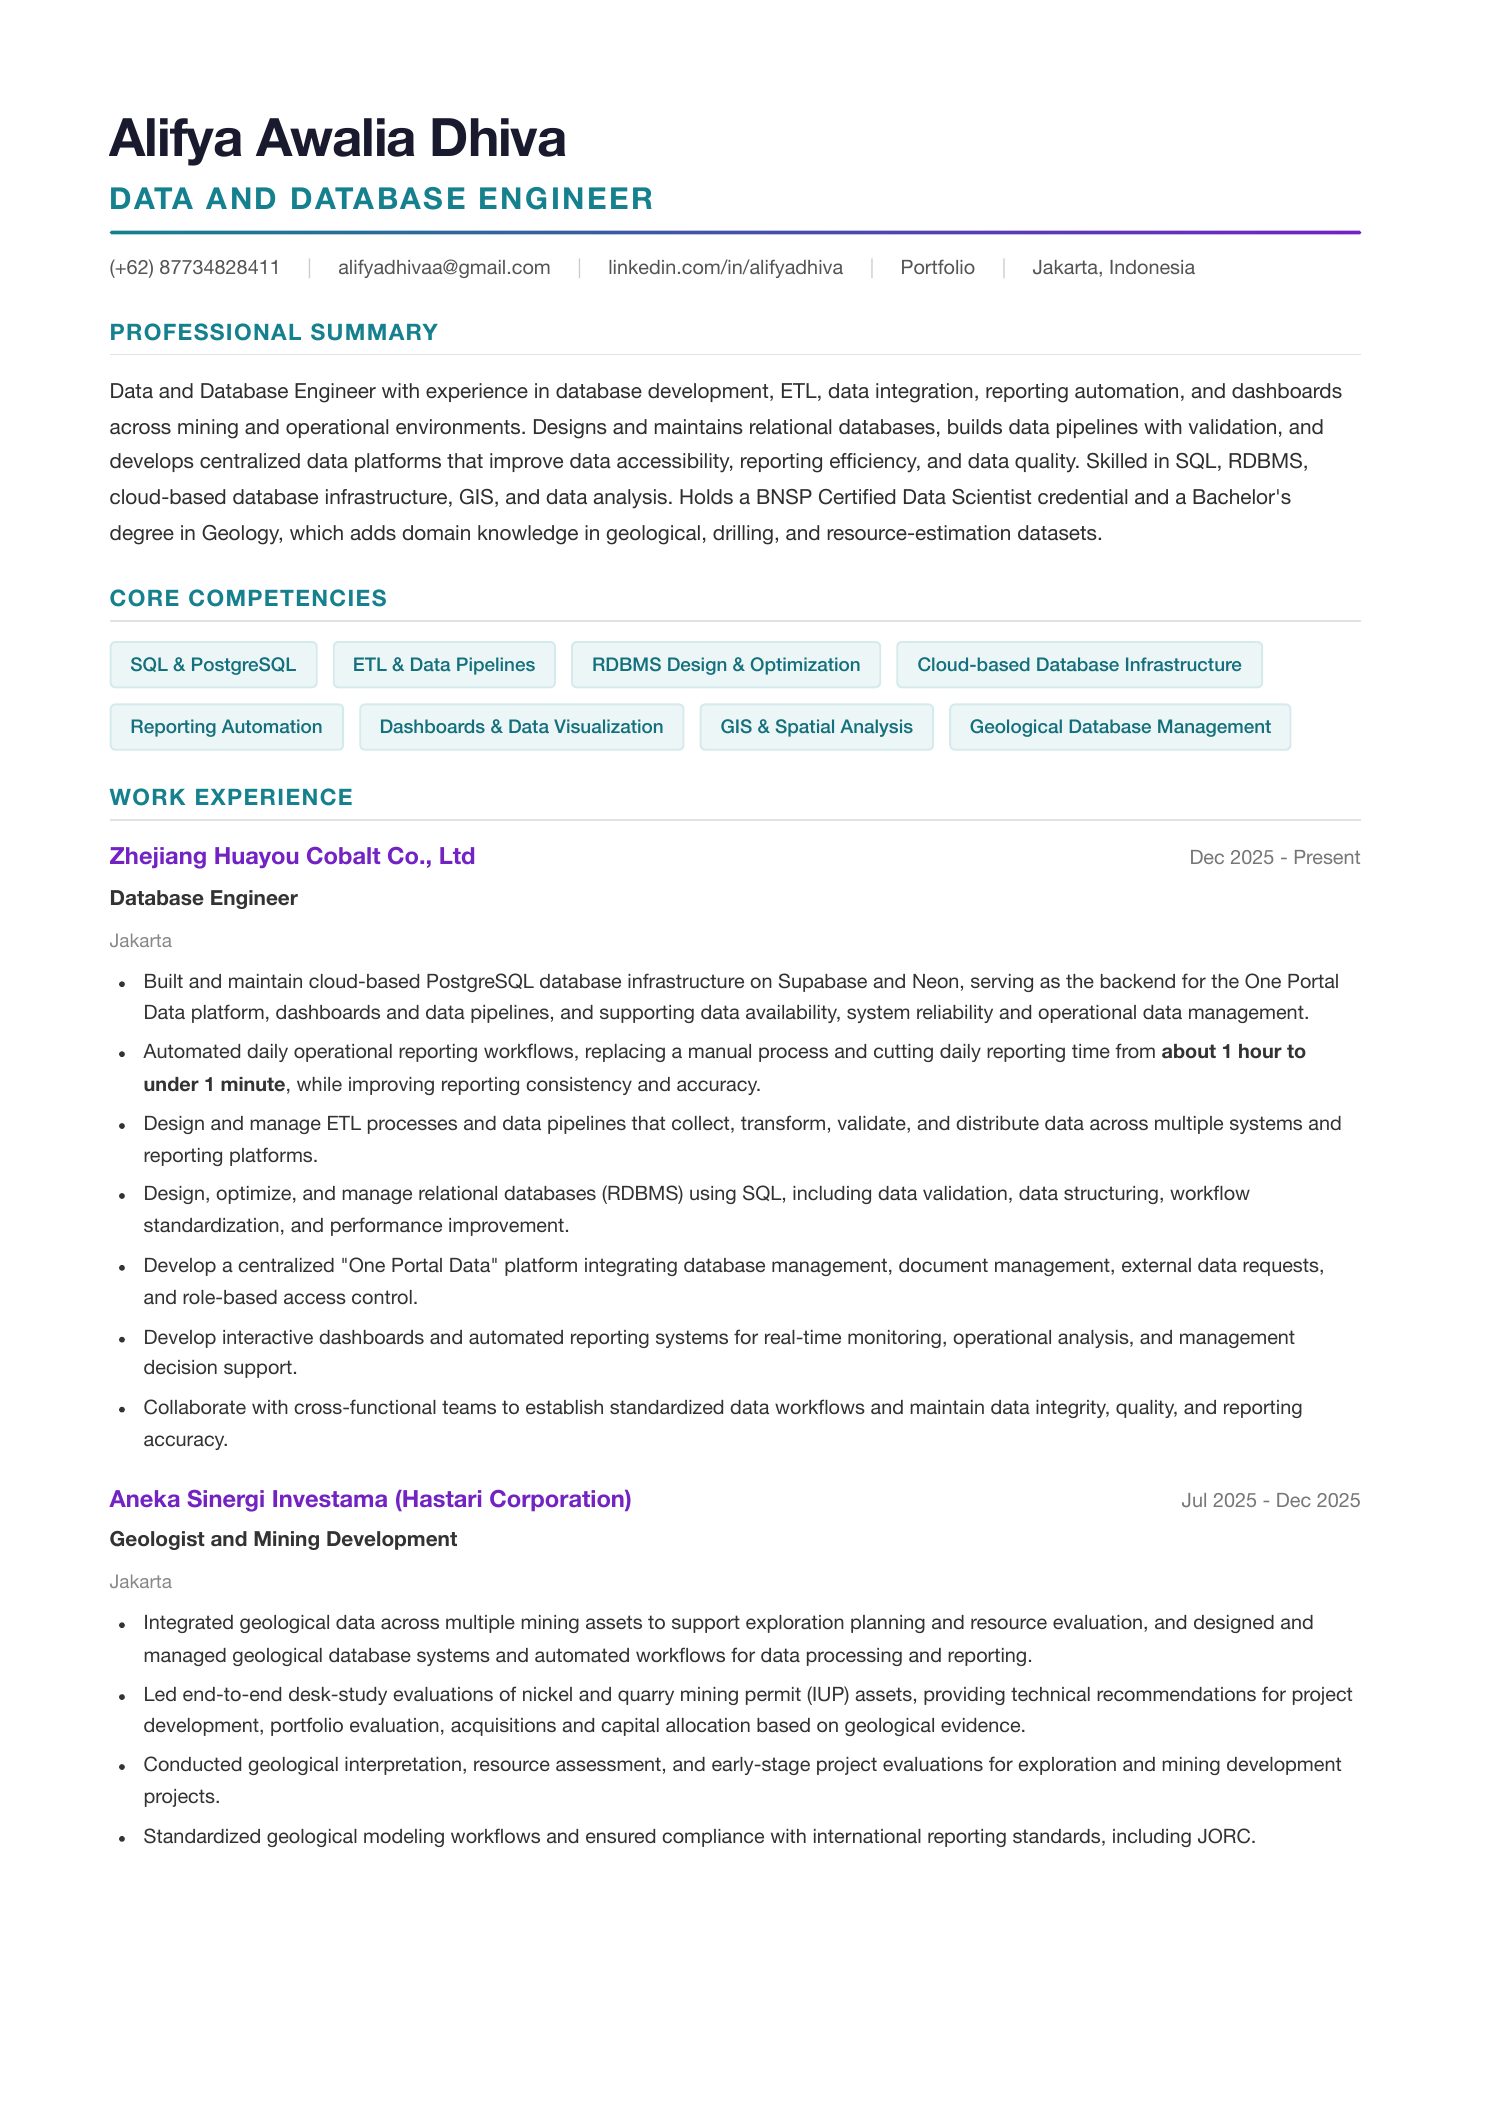 Alifya Awalia Dhiva
DATA AND DATABASE ENGINEER
(+62) 87734828411 | alifyadhivaa@gmail.com | linkedin.com/in/alifyadhiva | Portfolio | Jakarta, Indonesia
PROFESSIONAL SUMMARY
Data and Database Engineer with experience in database development, ETL, data integration, reporting automation, and dashboards
across mining and operational environments. Designs and maintains relational databases, builds data pipelines with validation, and
develops centralized data platforms that improve data accessibility, reporting efficiency, and data quality. Skilled in SQL, RDBMS,
cloud-based database infrastructure, GIS, and data analysis. Holds a BNSP Certified Data Scientist credential and a Bachelor's
degree in Geology, which adds domain knowledge in geological, drilling, and resource-estimation datasets.
CORE COMPETENCIES
SQL & PostgreSQL ETL & Data Pipelines RDBMS Design & Optimization Cloud-based Database Infrastructure
Reporting Automation Dashboards & Data Visualization GIS & Spatial Analysis Geological Database Management
WORK EXPERIENCE
Zhejiang Huayou Cobalt Co., Ltd Dec 2025 - Present
Database Engineer
Jakarta
• Built and maintain cloud-based PostgreSQL database infrastructure on Supabase and Neon, serving as the backend for the One Portal
Data platform, dashboards and data pipelines, and supporting data availability, system reliability and operational data management.
• Automated daily operational reporting workflows, replacing a manual process and cutting daily reporting time from about 1 hour to
under 1 minute, while improving reporting consistency and accuracy.
• Design and manage ETL processes and data pipelines that collect, transform, validate, and distribute data across multiple systems and
reporting platforms.
• Design, optimize, and manage relational databases (RDBMS) using SQL, including data validation, data structuring, workflow
standardization, and performance improvement.
• Develop a centralized "One Portal Data" platform integrating database management, document management, external data requests,
and role-based access control.
• Develop interactive dashboards and automated reporting systems for real-time monitoring, operational analysis, and management
decision support.
• Collaborate with cross-functional teams to establish standardized data workflows and maintain data integrity, quality, and reporting
accuracy.
Aneka Sinergi Investama (Hastari Corporation) Jul 2025 - Dec 2025
Geologist and Mining Development
Jakarta
• Integrated geological data across multiple mining assets to support exploration planning and resource evaluation, and designed and
managed geological database systems and automated workflows for data processing and reporting.
• Led end-to-end desk-study evaluations of nickel and quarry mining permit (IUP) assets, providing technical recommendations for project
development, portfolio evaluation, acquisitions and capital allocation based on geological evidence.
• Conducted geological interpretation, resource assessment, and early-stage project evaluations for exploration and mining development
projects.
• Standardized geological modeling workflows and ensured compliance with international reporting standards, including JORC.